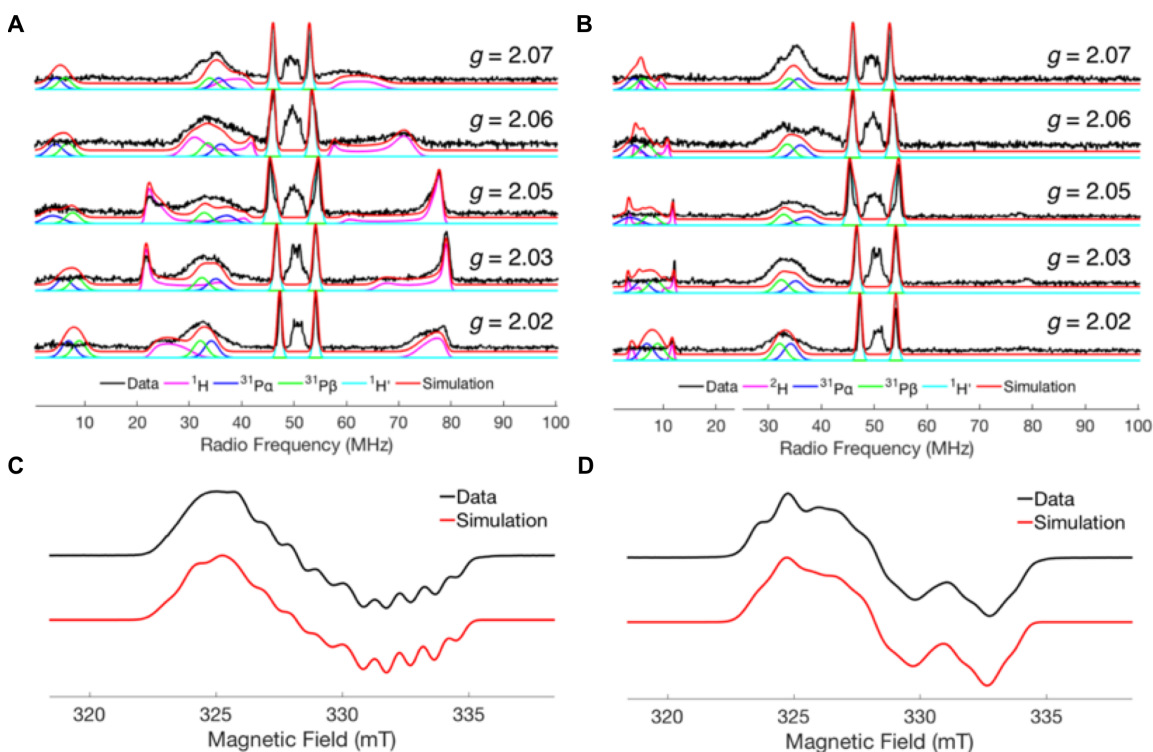 A
g = 2.07
g = 2.06
g = 2.05
g = 2.03
g = 2.02
Data ¹H ³¹Pα ³¹Pβ ¹H' Simulation
10 20 30 40 50 60 70 80 90 100
Radio Frequency (MHz)
B
g = 2.07
g = 2.06
g = 2.05
g = 2.03
g = 2.02
Data ²H ³¹Pα ³¹Pβ ¹H' Simulation
10 20 30 40 50 60 70 80 90 100
Radio Frequency (MHz)
C
Data
Simulation
320 325 330 335
Magnetic Field (mT)
D
Data
Simulation
320 325 330 335
Magnetic Field (mT)